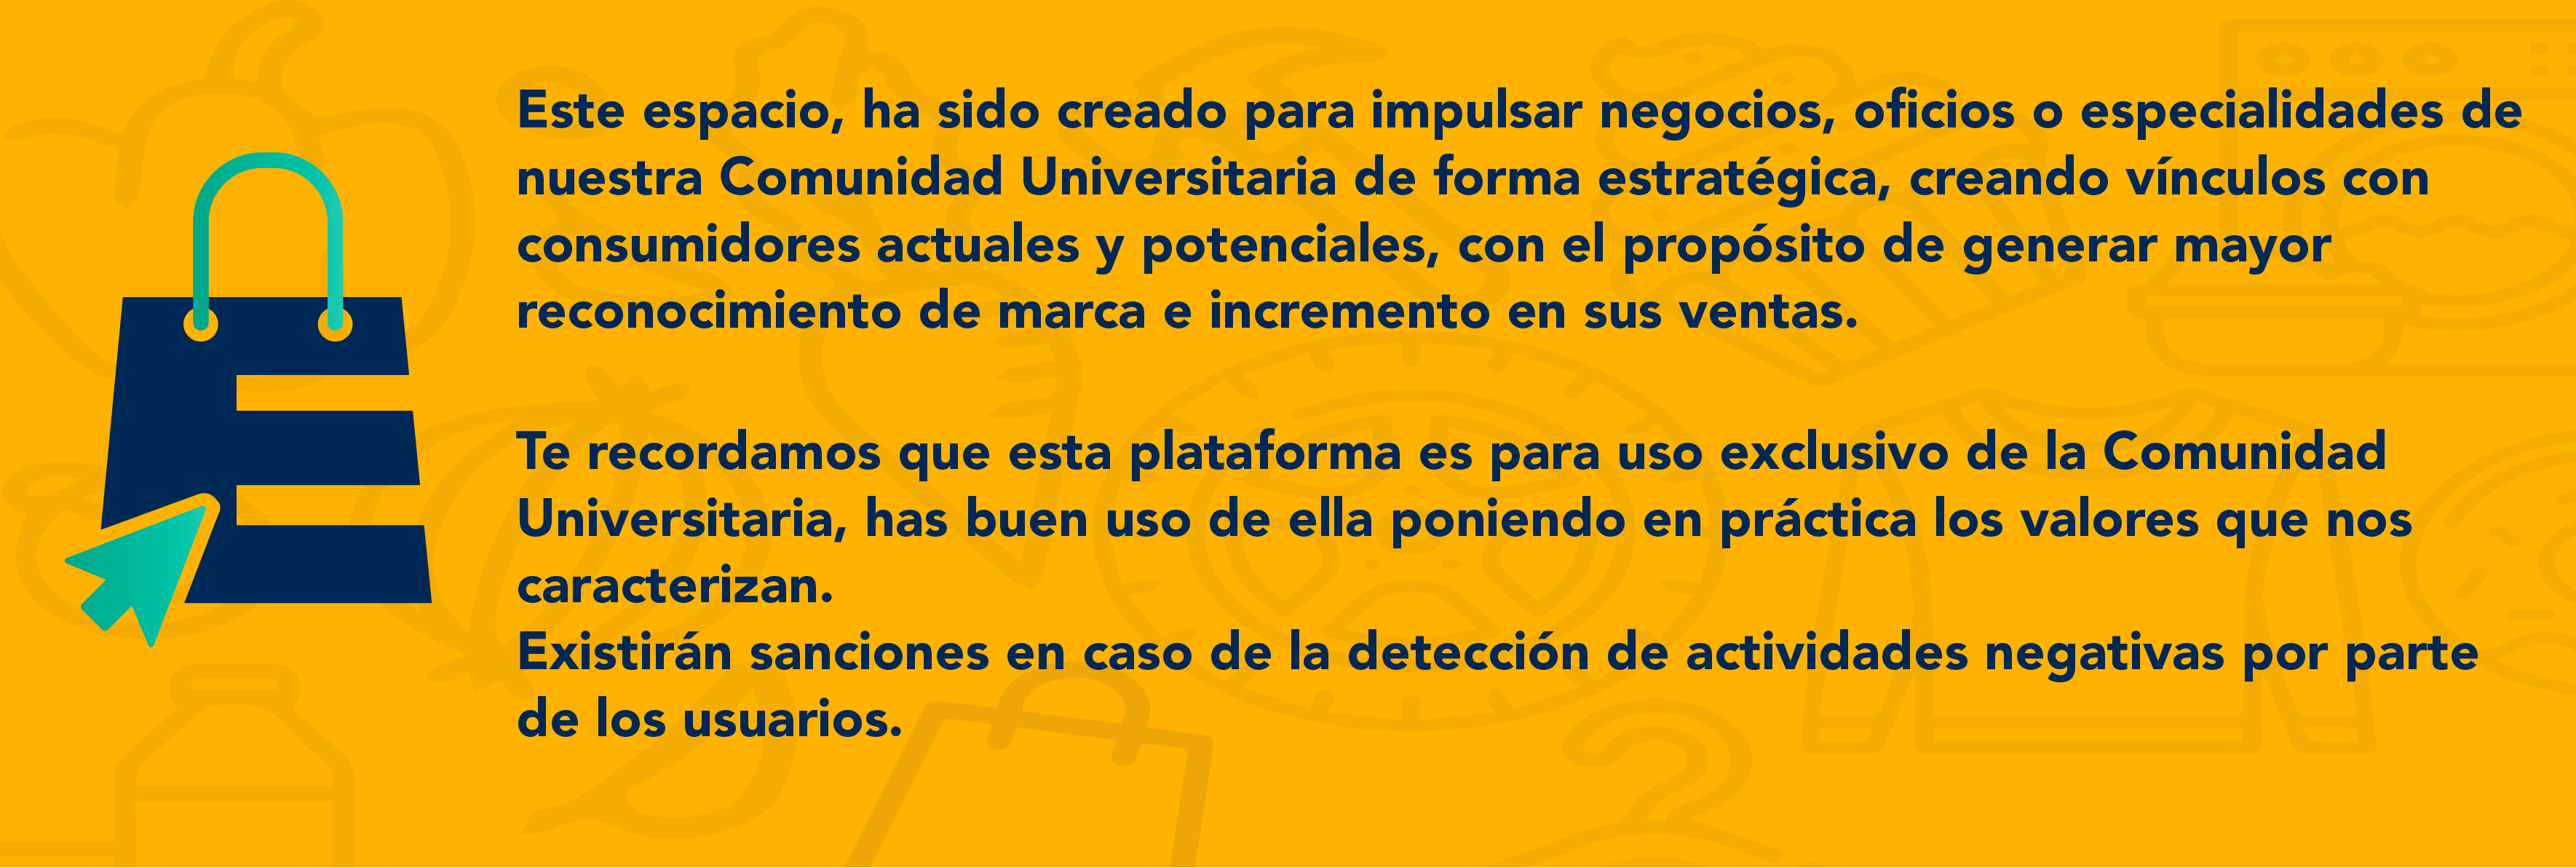 Este espacio, ha sido creado para impulsar negocios, oficios o especialidades de
nuestra Comunidad Universitaria de forma estratégica, creando vínculos con
consumidores actuales y potenciales, con el propósito de generar mayor
reconocimiento de marca e incremento en sus ventas.
Te recordamos que esta plataforma es para uso exclusivo de la Comunidad
Universitaria, has buen uso de ella poniendo en práctica los valores que nos
caracterizan.
Existirán sanciones en caso de la detección de actividades negativas por parte
de los usuarios.